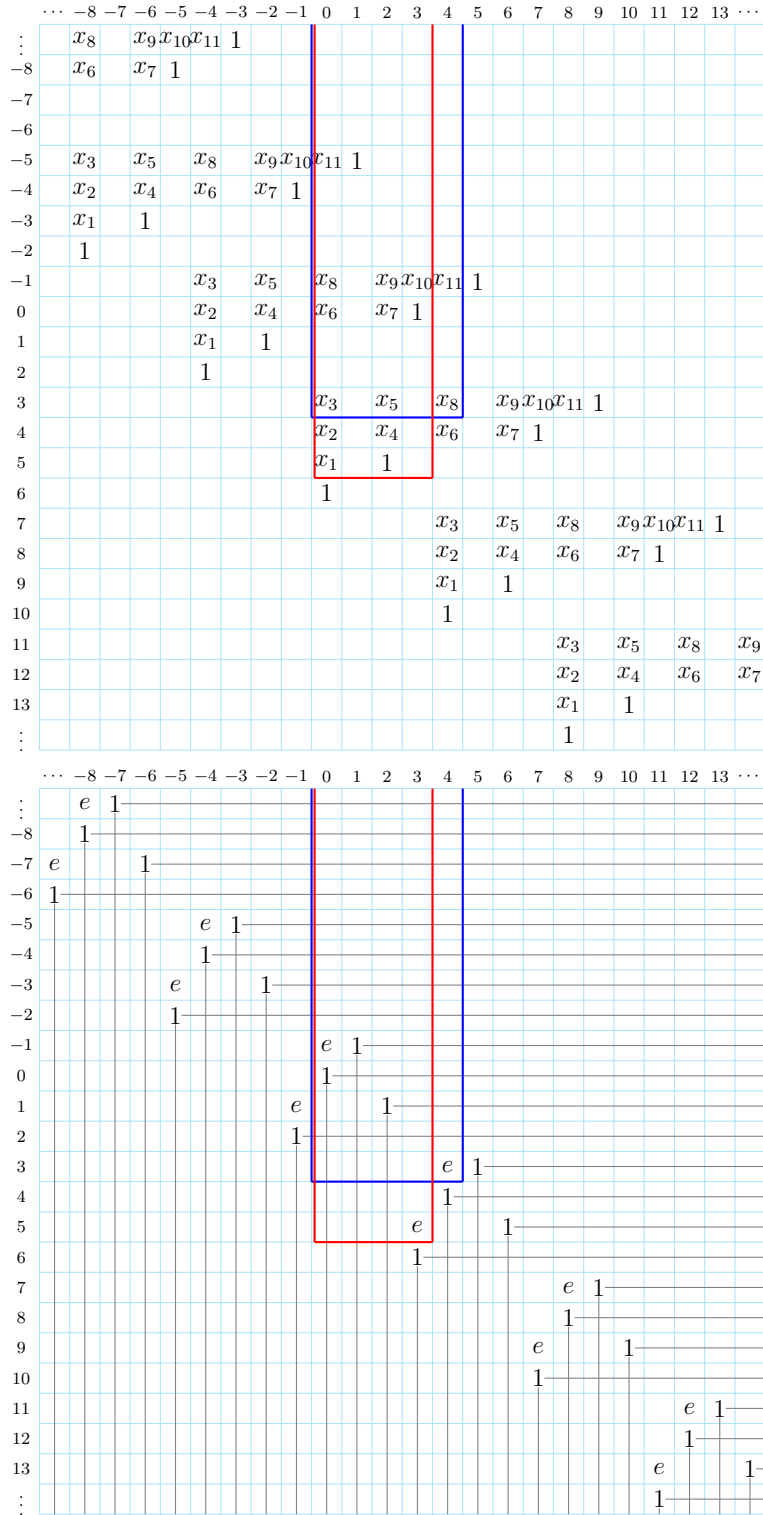 ⋯ −8 −7 −6 −5 −4 −3 −2 −1 0 1 2 3 4 5 6 7 8 9 10 11 12 13 ⋯
⋮ x₈ x₉ x₁₀ x₁₁ 1
−8 x₆ x₇ 1
−7
−6
−5 x₃ x₅ x₈ x₉ x₁₀ x₁₁ 1
−4 x₂ x₄ x₆ x₇ 1
−3 x₁ 1
−2 1
−1 x₃ x₅ x₈ x₉ x₁₀ x₁₁ 1
0 x₂ x₄ x₆ x₇ 1
1 x₁ 1
2 1
3 x₃ x₅ x₈ x₉ x₁₀ x₁₁ 1
4 x₂ x₄ x₆ x₇ 1
5 x₁ 1
6 1
7 x₃ x₅ x₈ x₉ x₁₀ x₁₁ 1
8 x₂ x₄ x₆ x₇ 1
9 x₁ 1
10 1
11 x₃ x₅ x₈ x₉
12 x₂ x₄ x₆ x₇
13 x₁ 1
⋮ 1
⋯ −8 −7 −6 −5 −4 −3 −2 −1 0 1 2 3 4 5 6 7 8 9 10 11 12 13 ⋯
⋮ e 1
−8 1
−7 e 1
−6 1
−5 e 1
−4 1
−3 e 1
−2 1
−1 e 1
0 1
1 e 1
2 1
3 e 1
4 1
5 e 1
6 1
7 e 1
8 1
9 e 1
10 1
11 e 1
12 1
13 e 1
⋮ 1